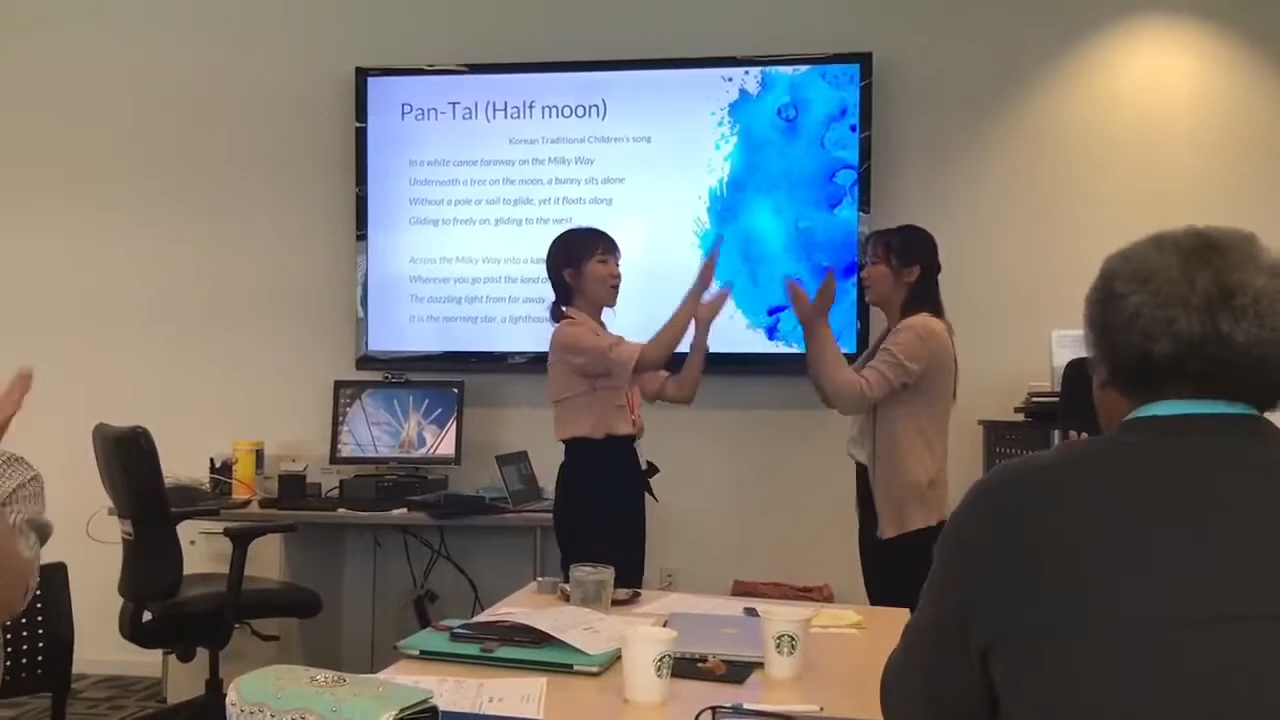 Pan-Tal (Half moon)
Korean Traditional Children's song
In a white canoe faraway on the Milky Way
Underneath a tree on the moon, a bunny sits alone
Without a pole or sail to glide, yet it floats along
Gliding so freely on, gliding to the west
Across the Milky Way into a
Wherever you go past the land
The dazzling light from far away
It is the morning star, a